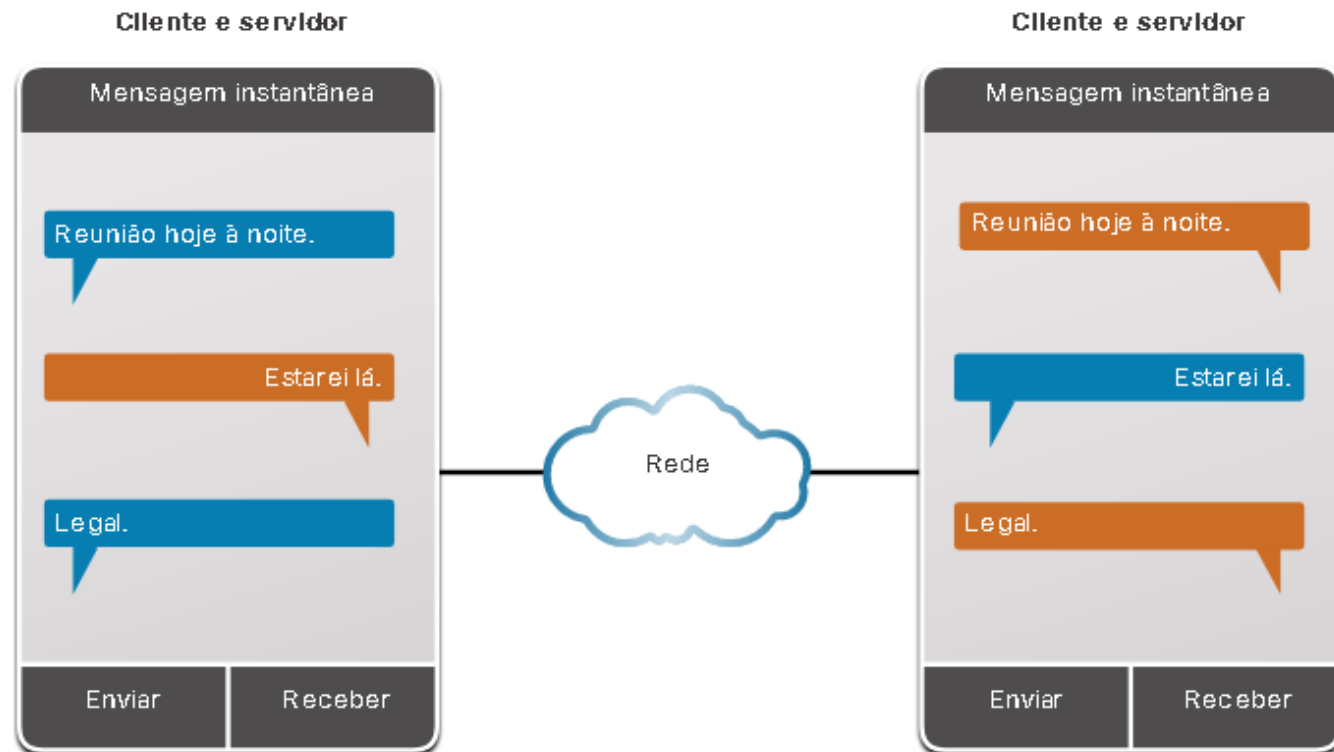 Cliente e servidor
Mensagem instantânea
Reunião hoje à noite.
Estarei lá.
Legal.
Enviar
Receber
Rede
Cliente e servidor
Mensagem instantânea
Reunião hoje à noite.
Estarei lá.
Legal.
Enviar
Receber